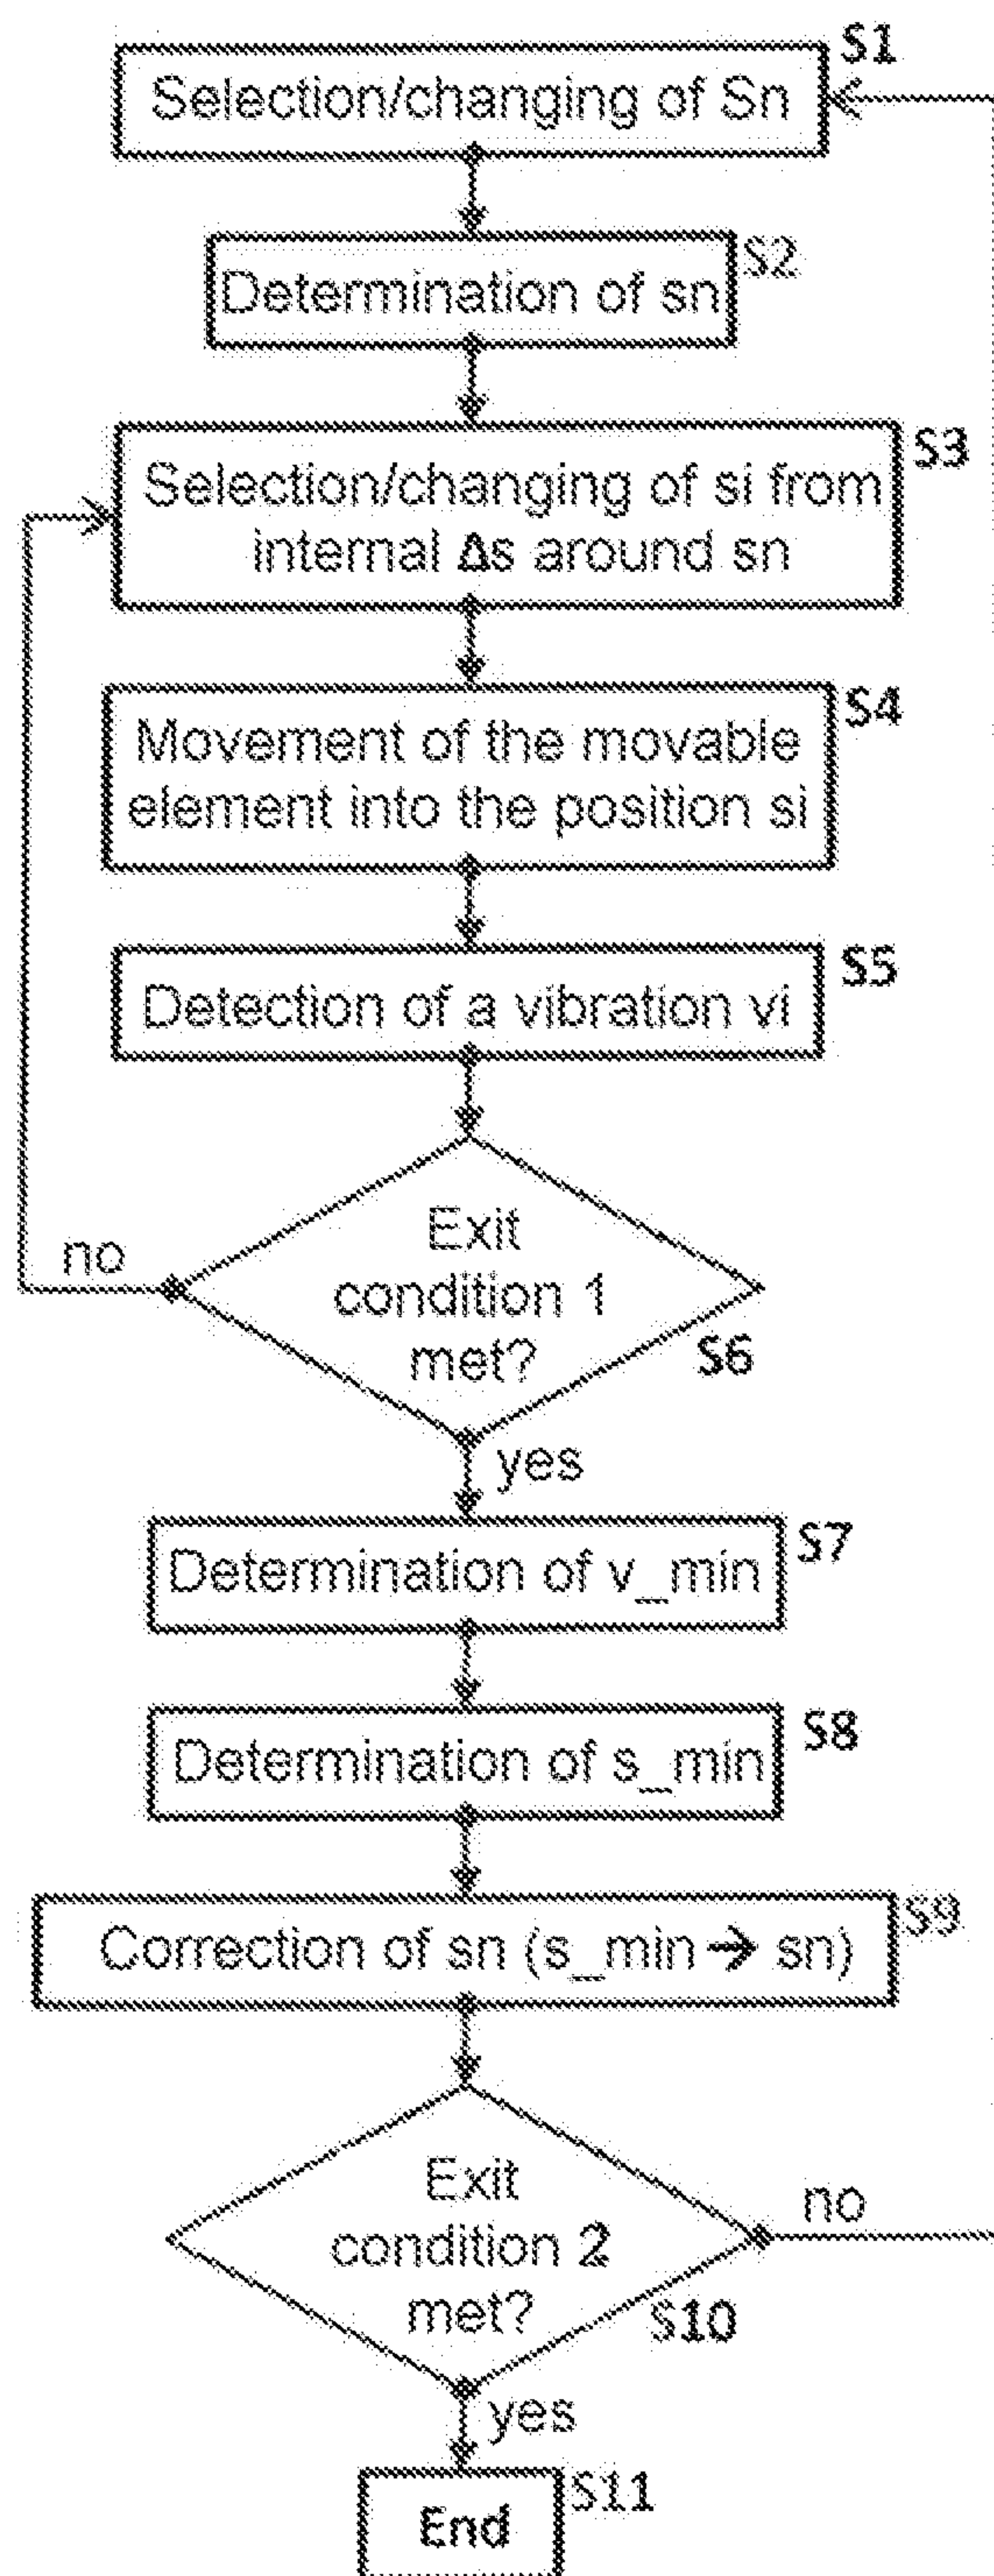 S1
Selection/changing of Sn
S2
Determination of sn
S3
Selection/changing of si from
internal Δs around sn
S4
Movement of the movable
element into the position si
S5
Detection of a vibration vi
Exit
condition 1
met?
no
S6
yes
S7
Determination of v_min
S8
Determination of s_min
S9
Correction of sn (s_min → sn)
Exit
condition 2
met?
no
S10
yes
S11
End